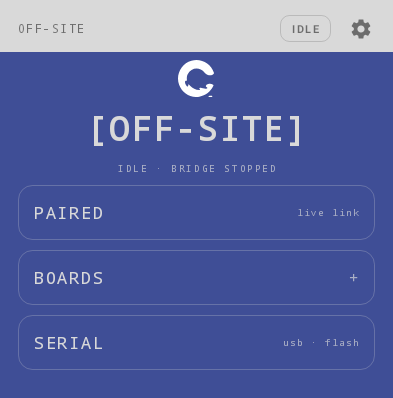 OFF-SITE
IDLE
[OFF-SITE]
IDLE · BRIDGE STOPPED
PAIRED live link
BOARDS +
SERIAL usb · flash